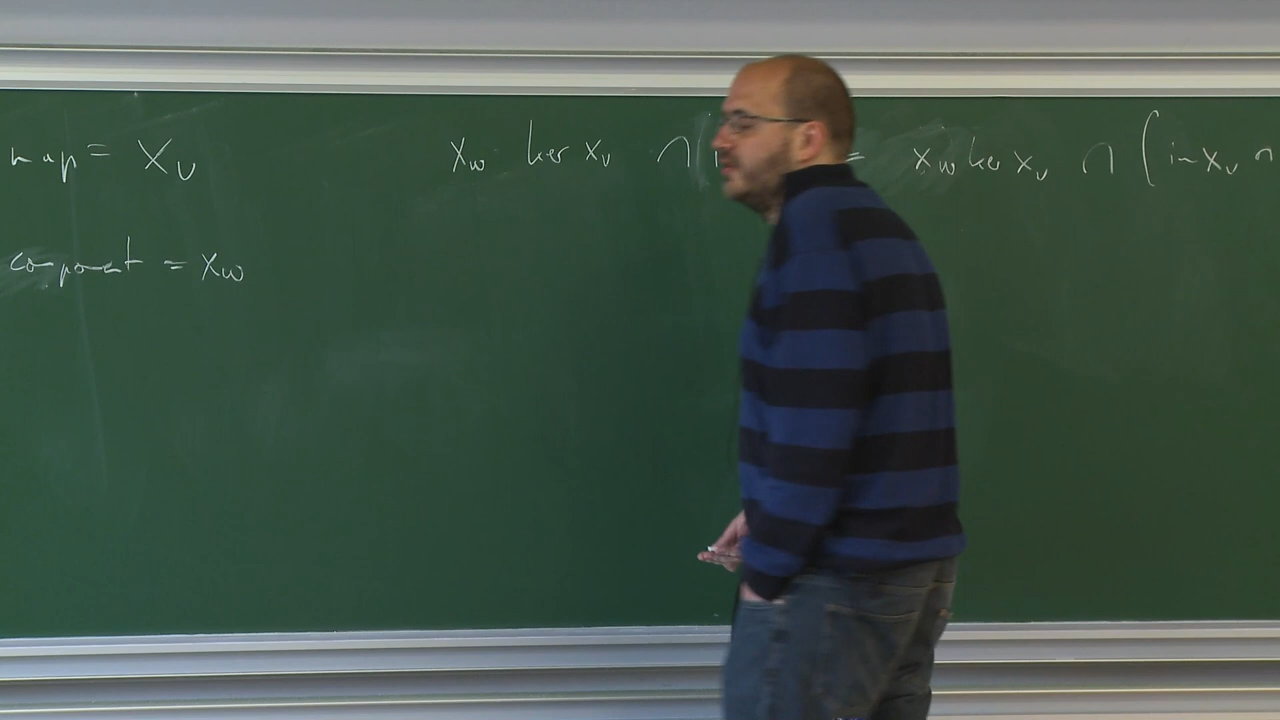 map = X_v   X_w ker X_v ∩ = X_w ker X_v ∩ (im X_v ∩
component = X_w